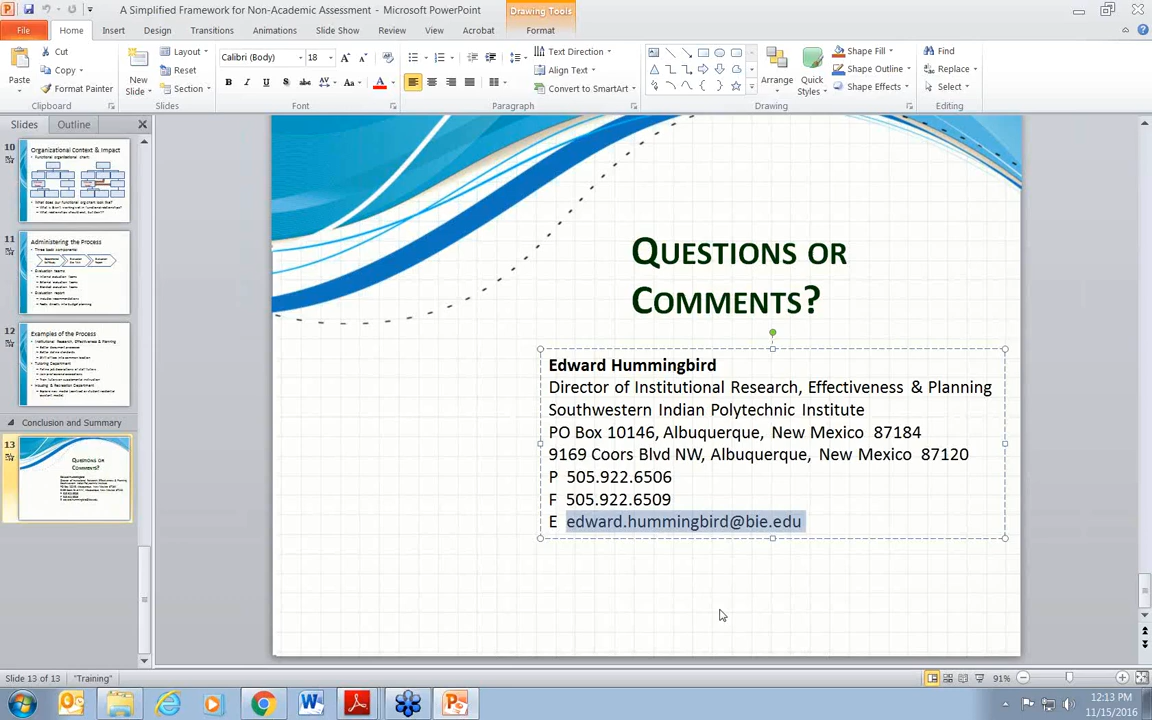 A Simplified Framework for Non-Academic Assessment - Microsoft PowerPoint
Drawing Tools
File Home Insert Design Transitions Animations Slide Show Review View Acrobat Format
Paste
Cut
Copy
Format Painter
Clipboard
New Slide
Layout
Reset
Section
Slides
Calibri (Body) 18
Font
Text Direction
Align Text
Convert to SmartArt
Paragraph
Arrange
Quick Styles
Shape Fill
Shape Outline
Shape Effects
Drawing
Find
Replace
Select
Editing
Slides Outline
10
Organizational Context & Impact
11
Administering the Process
12
Examples of the Process
Conclusion and Summary
13
QUESTIONS OR
COMMENTS?
QUESTIONS OR
COMMENTS?
Edward Hummingbird
Director of Institutional Research, Effectiveness & Planning
Southwestern Indian Polytechnic Institute
PO Box 10146, Albuquerque, New Mexico 87184
9169 Coors Blvd NW, Albuquerque, New Mexico 87120
P 505.922.6506
F 505.922.6509
E edward.hummingbird@bie.edu
Slide 13 of 13 "Training" 91%
12:13 PM
11/15/2016